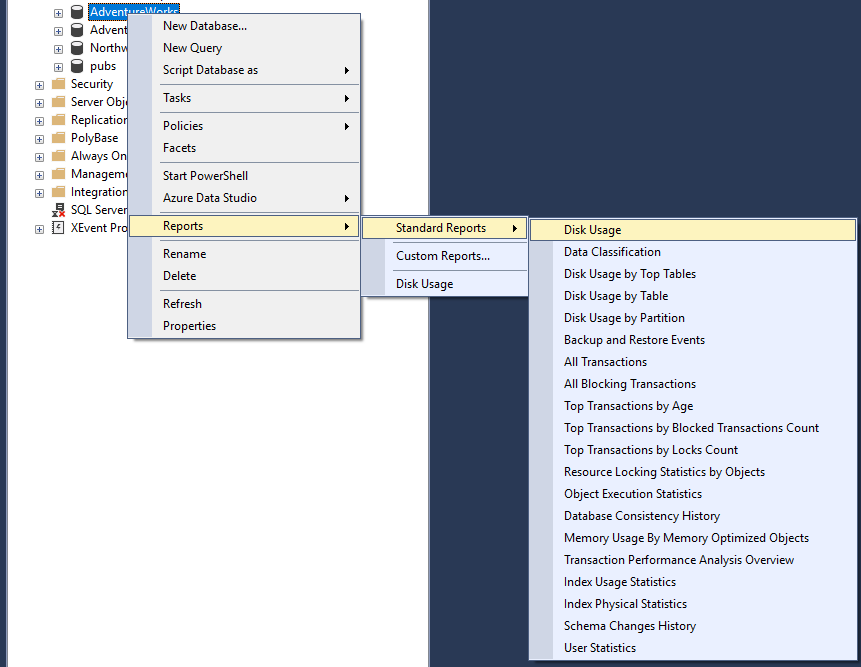 AdventureWorks
Advent
Northw
pubs
Security
Server Obj
Replication
PolyBase
Always On
Managem
Integration
SQL Server
XEvent Pro
New Database...
New Query
Script Database as
Tasks
Policies
Facets
Start PowerShell
Azure Data Studio
Reports
Rename
Delete
Refresh
Properties
Standard Reports
Custom Reports...
Disk Usage
Disk Usage
Data Classification
Disk Usage by Top Tables
Disk Usage by Table
Disk Usage by Partition
Backup and Restore Events
All Transactions
All Blocking Transactions
Top Transactions by Age
Top Transactions by Blocked Transactions Count
Top Transactions by Locks Count
Resource Locking Statistics by Objects
Object Execution Statistics
Database Consistency History
Memory Usage By Memory Optimized Objects
Transaction Performance Analysis Overview
Index Usage Statistics
Index Physical Statistics
Schema Changes History
User Statistics